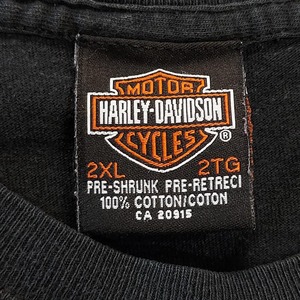 MOTOR
HARLEY-DAVIDSON
CYCLES ®
2XL 2TG
PRE-SHRUNK PRE-RETRECI
100% COTTON/COTON
CA 20915